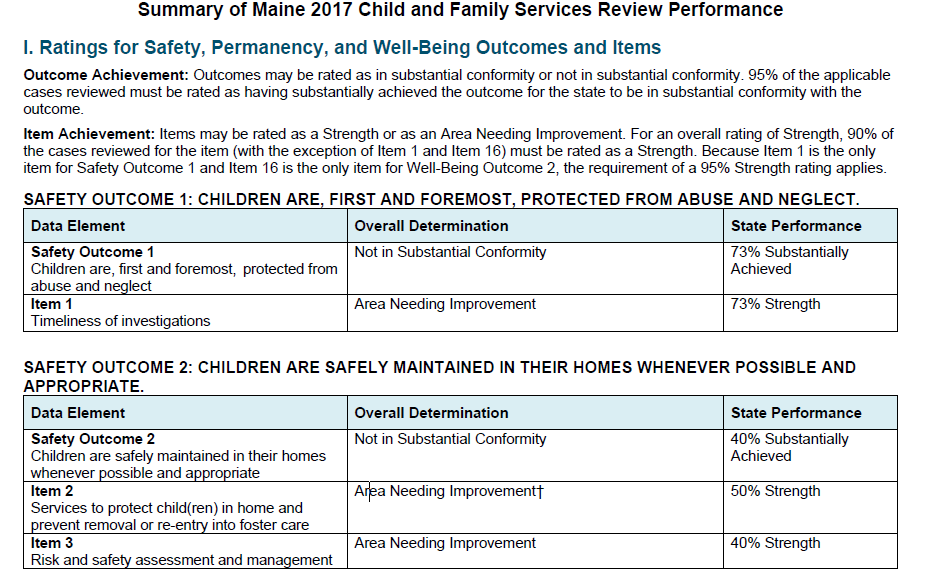 Summary of Maine 2017 Child and Family Services Review Performance
I. Ratings for Safety, Permanency, and Well-Being Outcomes and Items
Outcome Achievement: Outcomes may be rated as in substantial conformity or not in substantial conformity. 95% of the applicable
cases reviewed must be rated as having substantially achieved the outcome for the state to be in substantial conformity with the
outcome.
Item Achievement: Items may be rated as a Strength or as an Area Needing Improvement. For an overall rating of Strength, 90% of
the cases reviewed for the item (with the exception of Item 1 and Item 16) must be rated as a Strength. Because Item 1 is the only
item for Safety Outcome 1 and Item 16 is the only item for Well-Being Outcome 2, the requirement of a 95% Strength rating applies.
SAFETY OUTCOME 1: CHILDREN ARE, FIRST AND FOREMOST, PROTECTED FROM ABUSE AND NEGLECT.
Data Element Overall Determination State Performance
Safety Outcome 1 Not in Substantial Conformity 73% Substantially
Children are, first and foremost, protected from Achieved
abuse and neglect
Item 1 Area Needing Improvement 73% Strength
Timeliness of investigations
SAFETY OUTCOME 2: CHILDREN ARE SAFELY MAINTAINED IN THEIR HOMES WHENEVER POSSIBLE AND
APPROPRIATE.
Data Element Overall Determination State Performance
Safety Outcome 2 Not in Substantial Conformity 40% Substantially
Children are safely maintained in their homes Achieved
whenever possible and appropriate
Item 2 Area Needing Improvement† 50% Strength
Services to protect child(ren) in home and
prevent removal or re-entry into foster care
Item 3 Area Needing Improvement 40% Strength
Risk and safety assessment and management